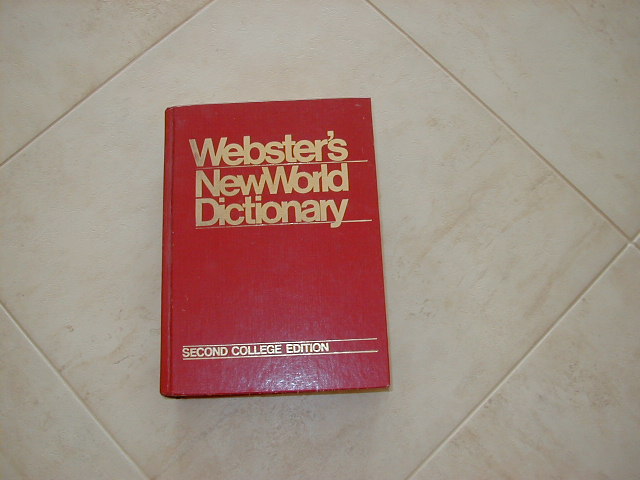 Webster's
NewWorld
Dictionary
SECOND COLLEGE EDITION